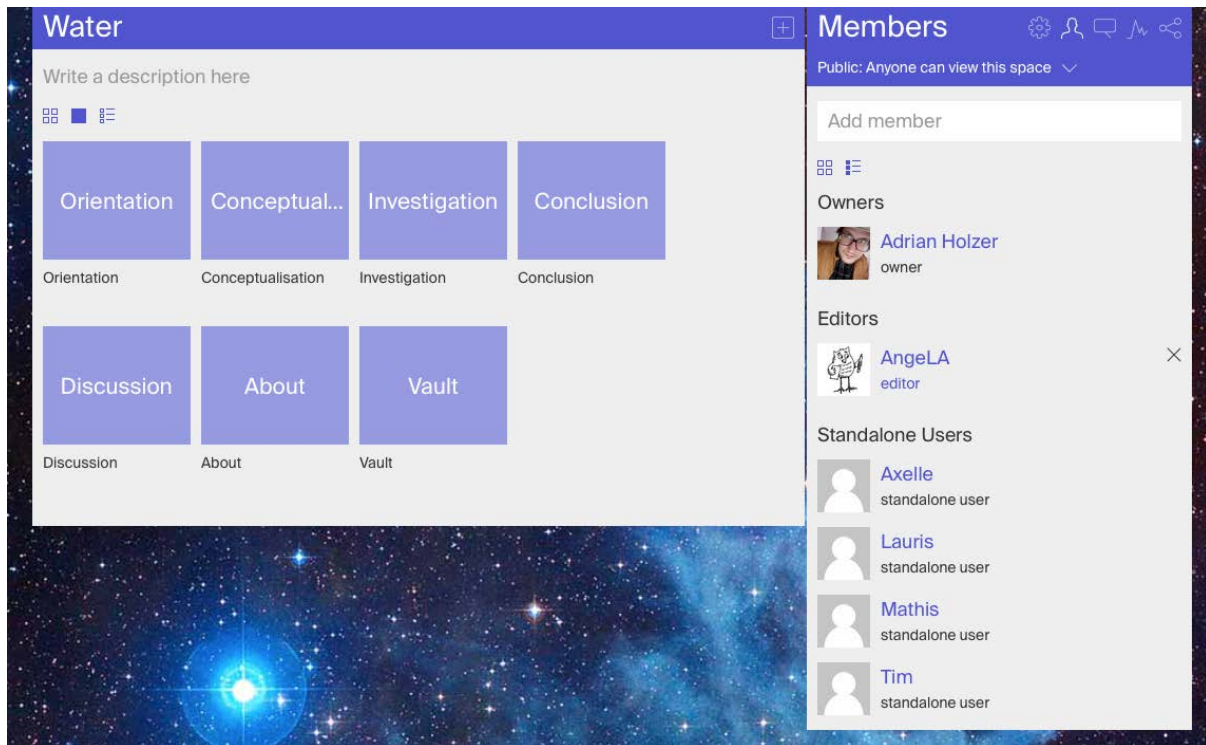 Water
Write a description here
Orientation Conceptual... Investigation Conclusion
Orientation Conceptualisation Investigation Conclusion
Discussion About Vault
Discussion About Vault
Members
Public: Anyone can view this space
Add member
Owners
Adrian Holzer
owner
Editors
AngeLA
editor
Standalone Users
Axelle
standalone user
Lauris
standalone user
Mathis
standalone user
Tim
standalone user